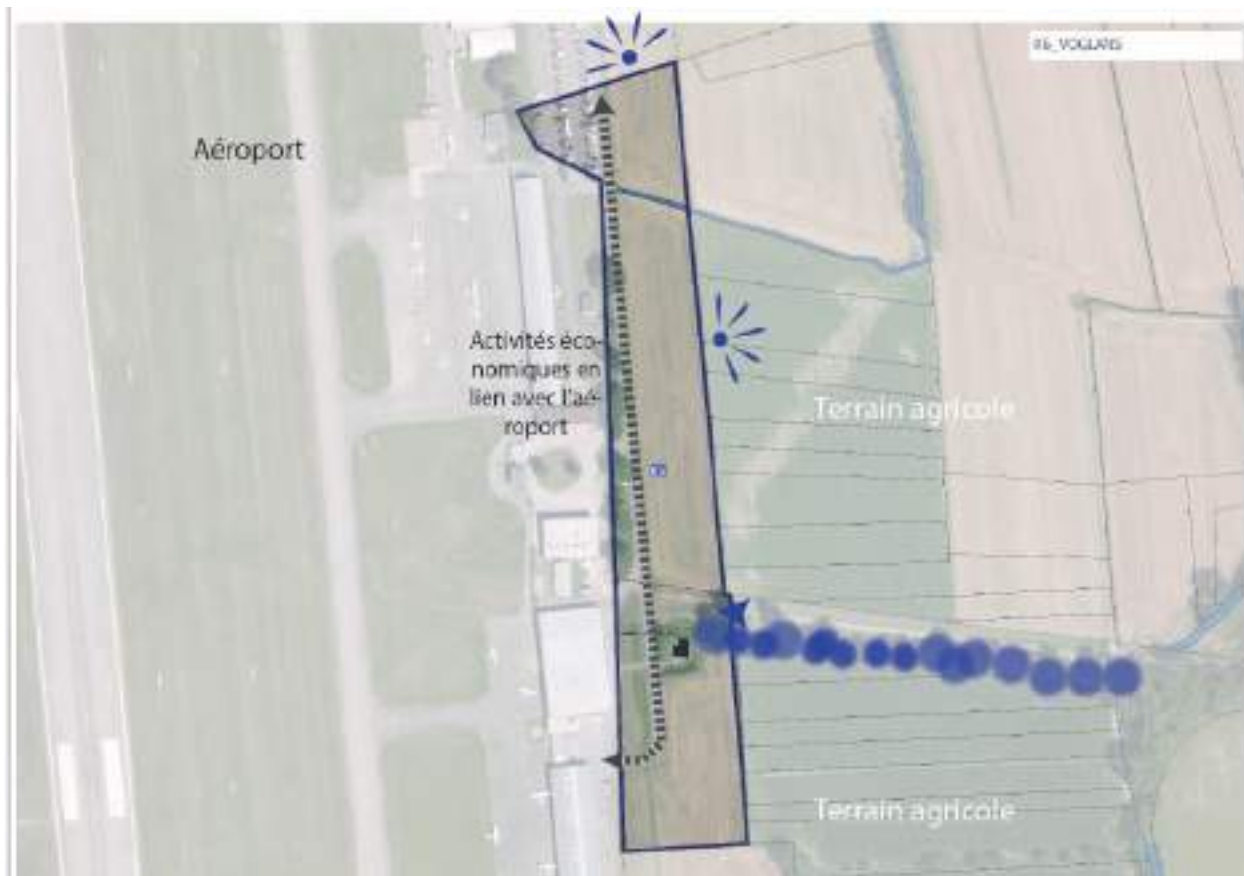 Aéroport
Activités éco-
nomiques en
lien avec l'aé-
roport
Terrain agricole
Terrain agricole